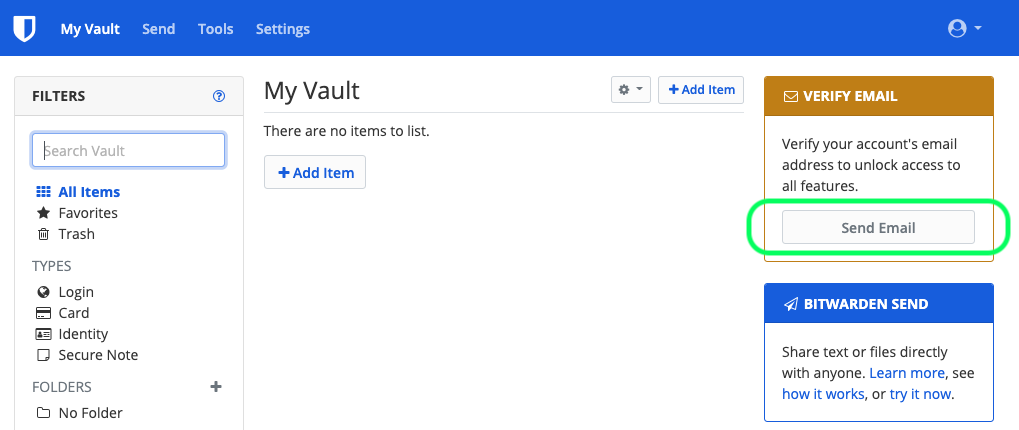 My Vault Send Tools Settings
FILTERS
Search Vault
All Items
Favorites
Trash
TYPES
Login
Card
Identity
Secure Note
FOLDERS
No Folder
My Vault
Add Item
There are no items to list.
Add Item
VERIFY EMAIL
Verify your account's email
address to unlock access to
all features.
Send Email
BITWARDEN SEND
Share text or files directly
with anyone. Learn more, see
how it works, or try it now.